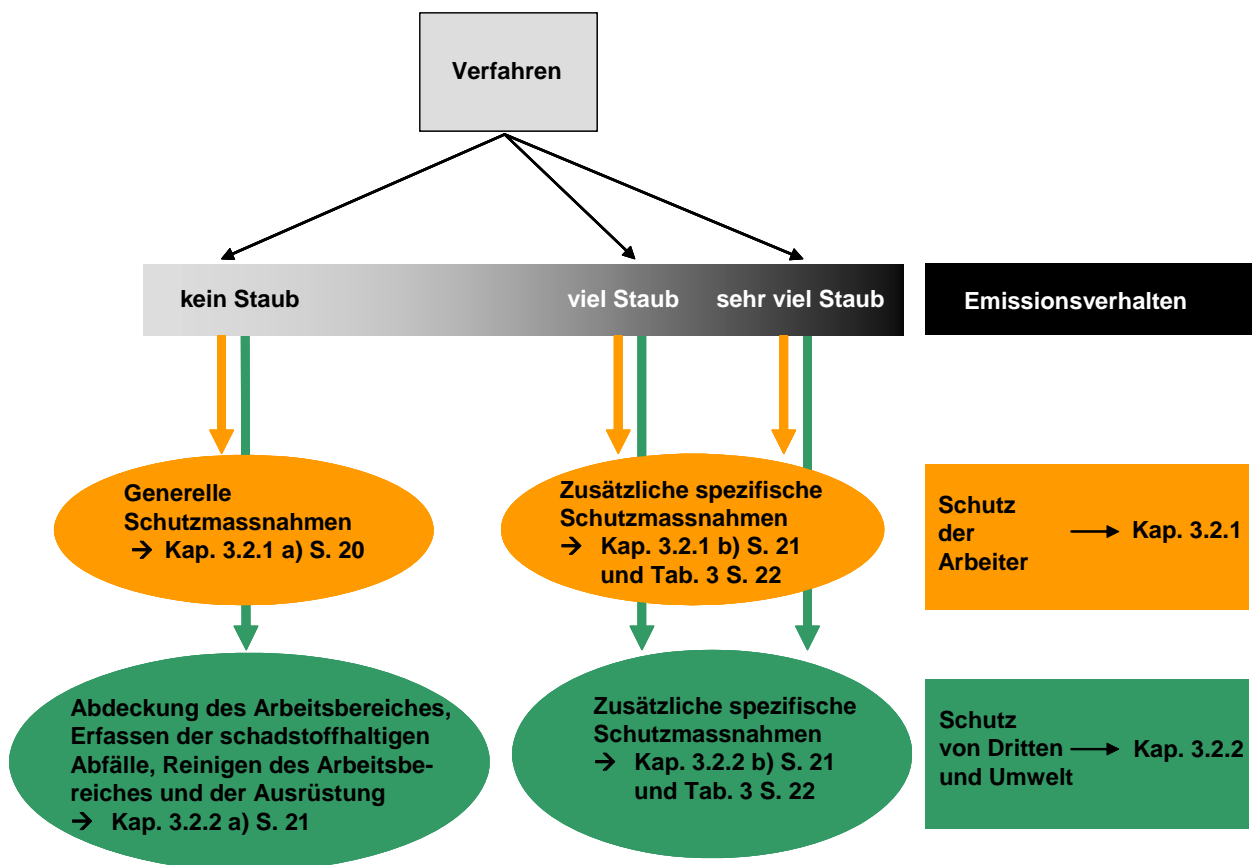 Verfahren
kein Staub
viel Staub
sehr viel Staub
Emissionsverhalten
Generelle
Schutzmassnahmen
→ Kap. 3.2.1 a) S. 20
Zusätzliche spezifische
Schutzmassnahmen
→ Kap. 3.2.1 b) S. 21
und Tab. 3 S. 22
Schutz
der
Arbeiter
→ Kap. 3.2.1
Abdeckung des Arbeitsbereiches,
Erfassen der schadstoffhaltigen
Abfälle, Reinigen des Arbeitsbe-
reiches und der Ausrüstung
→ Kap. 3.2.2 a) S. 21
Zusätzliche spezifische
Schutzmassnahmen
→ Kap. 3.2.2 b) S. 21
und Tab. 3 S. 22
Schutz
von Dritten
und Umwelt
→ Kap. 3.2.2